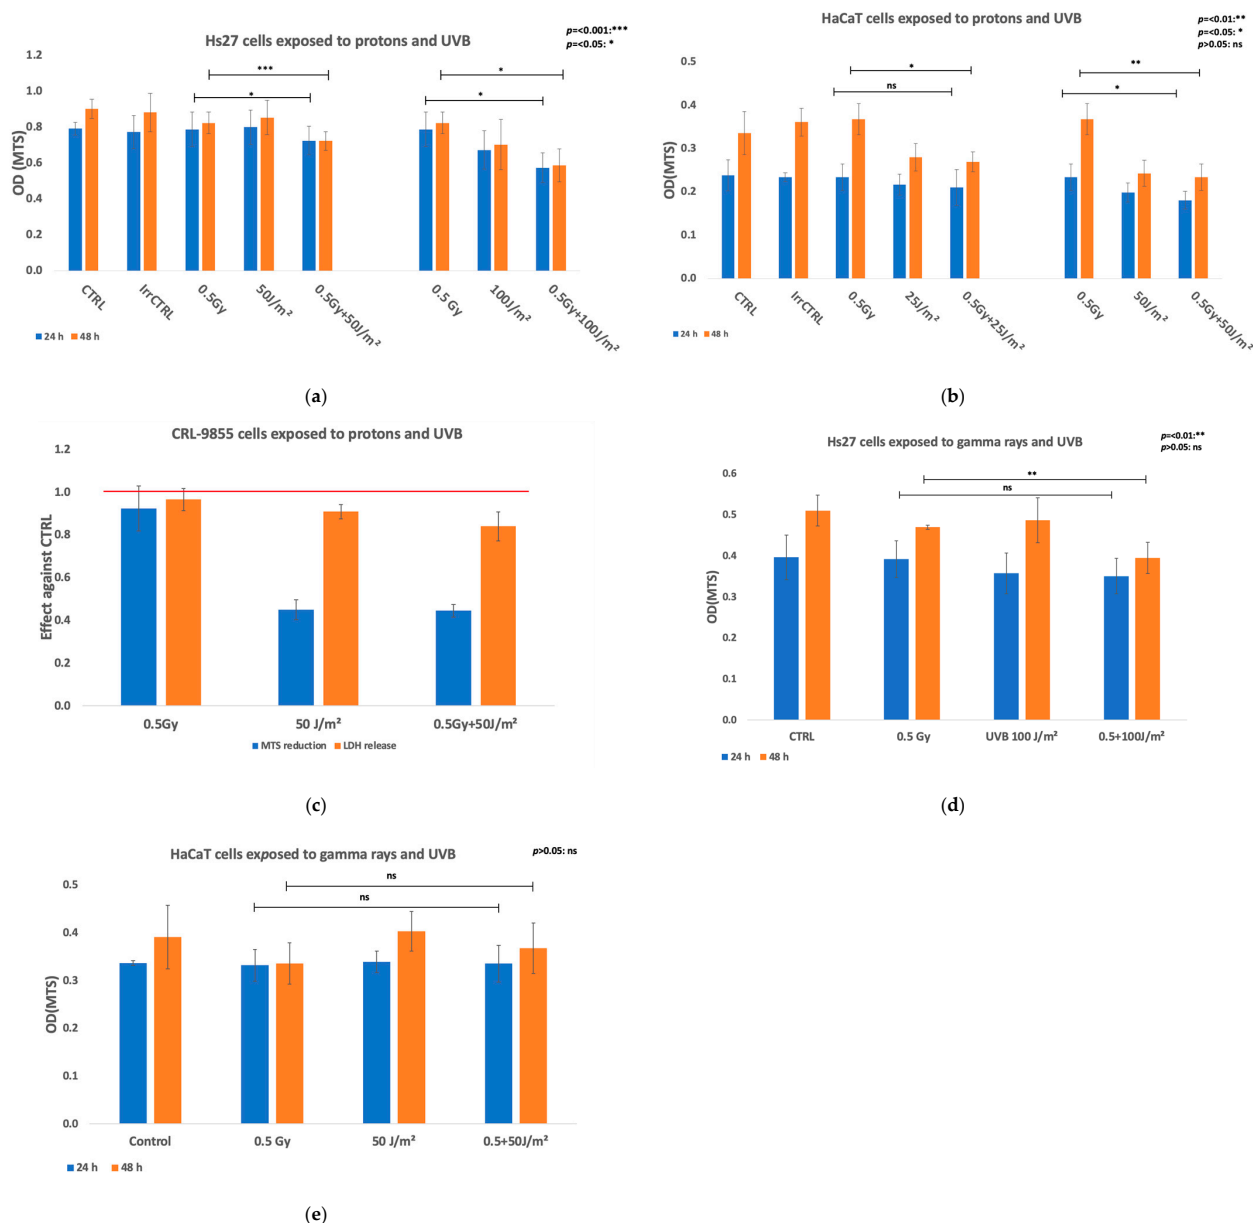 Hs27 cells exposed to protons and UVB
p=<0.001:***
p=<0.05: *
OD (MTS)
1.2
1.0
0.8
0.6
0.4
0.2
0.0
***
*
*
*
CTRL
IrrCTRL
0.5Gy
50J/m²
0.5Gy+50J/m²
0.5 Gy
100J/m²
0.5Gy+100J/m²
24 h 48 h
(a)
HaCaT cells exposed to protons and UVB
p=<0.01:**
p=<0.05: *
p>0.05: ns
OD(MTS)
0.5
0.4
0.3
0.2
0.1
0.0
*
ns
**
*
CTRL
IrrCTRL
0.5Gy
25J/m²
0.5Gy+25J/m²
0.5Gy
50J/m²
0.5Gy+50J/m²
24 h 48 h
(b)
CRL-9855 cells exposed to protons and UVB
Effect against CTRL
1.2
1.0
0.8
0.6
0.4
0.2
0.0
0.5Gy
50 J/m²
0.5Gy+50J/m²
MTS reduction LDH release
(c)
Hs27 cells exposed to gamma rays and UVB
p=<0.01:**
p>0.05: ns
OD(MTS)
0.6
0.5
0.4
0.3
0.2
0.1
0.0
**
ns
CTRL
0.5 Gy
UVB 100 J/m²
0.5+100J/m²
24 h 48 h
(d)
HaCaT cells exposed to gamma rays and UVB
p>0.05: ns
OD(MTS)
0.5
0.4
0.3
0.2
0.1
0.0
ns
ns
Control
0.5 Gy
50 J/m²
0.5+50J/m²
24 h 48 h
(e)